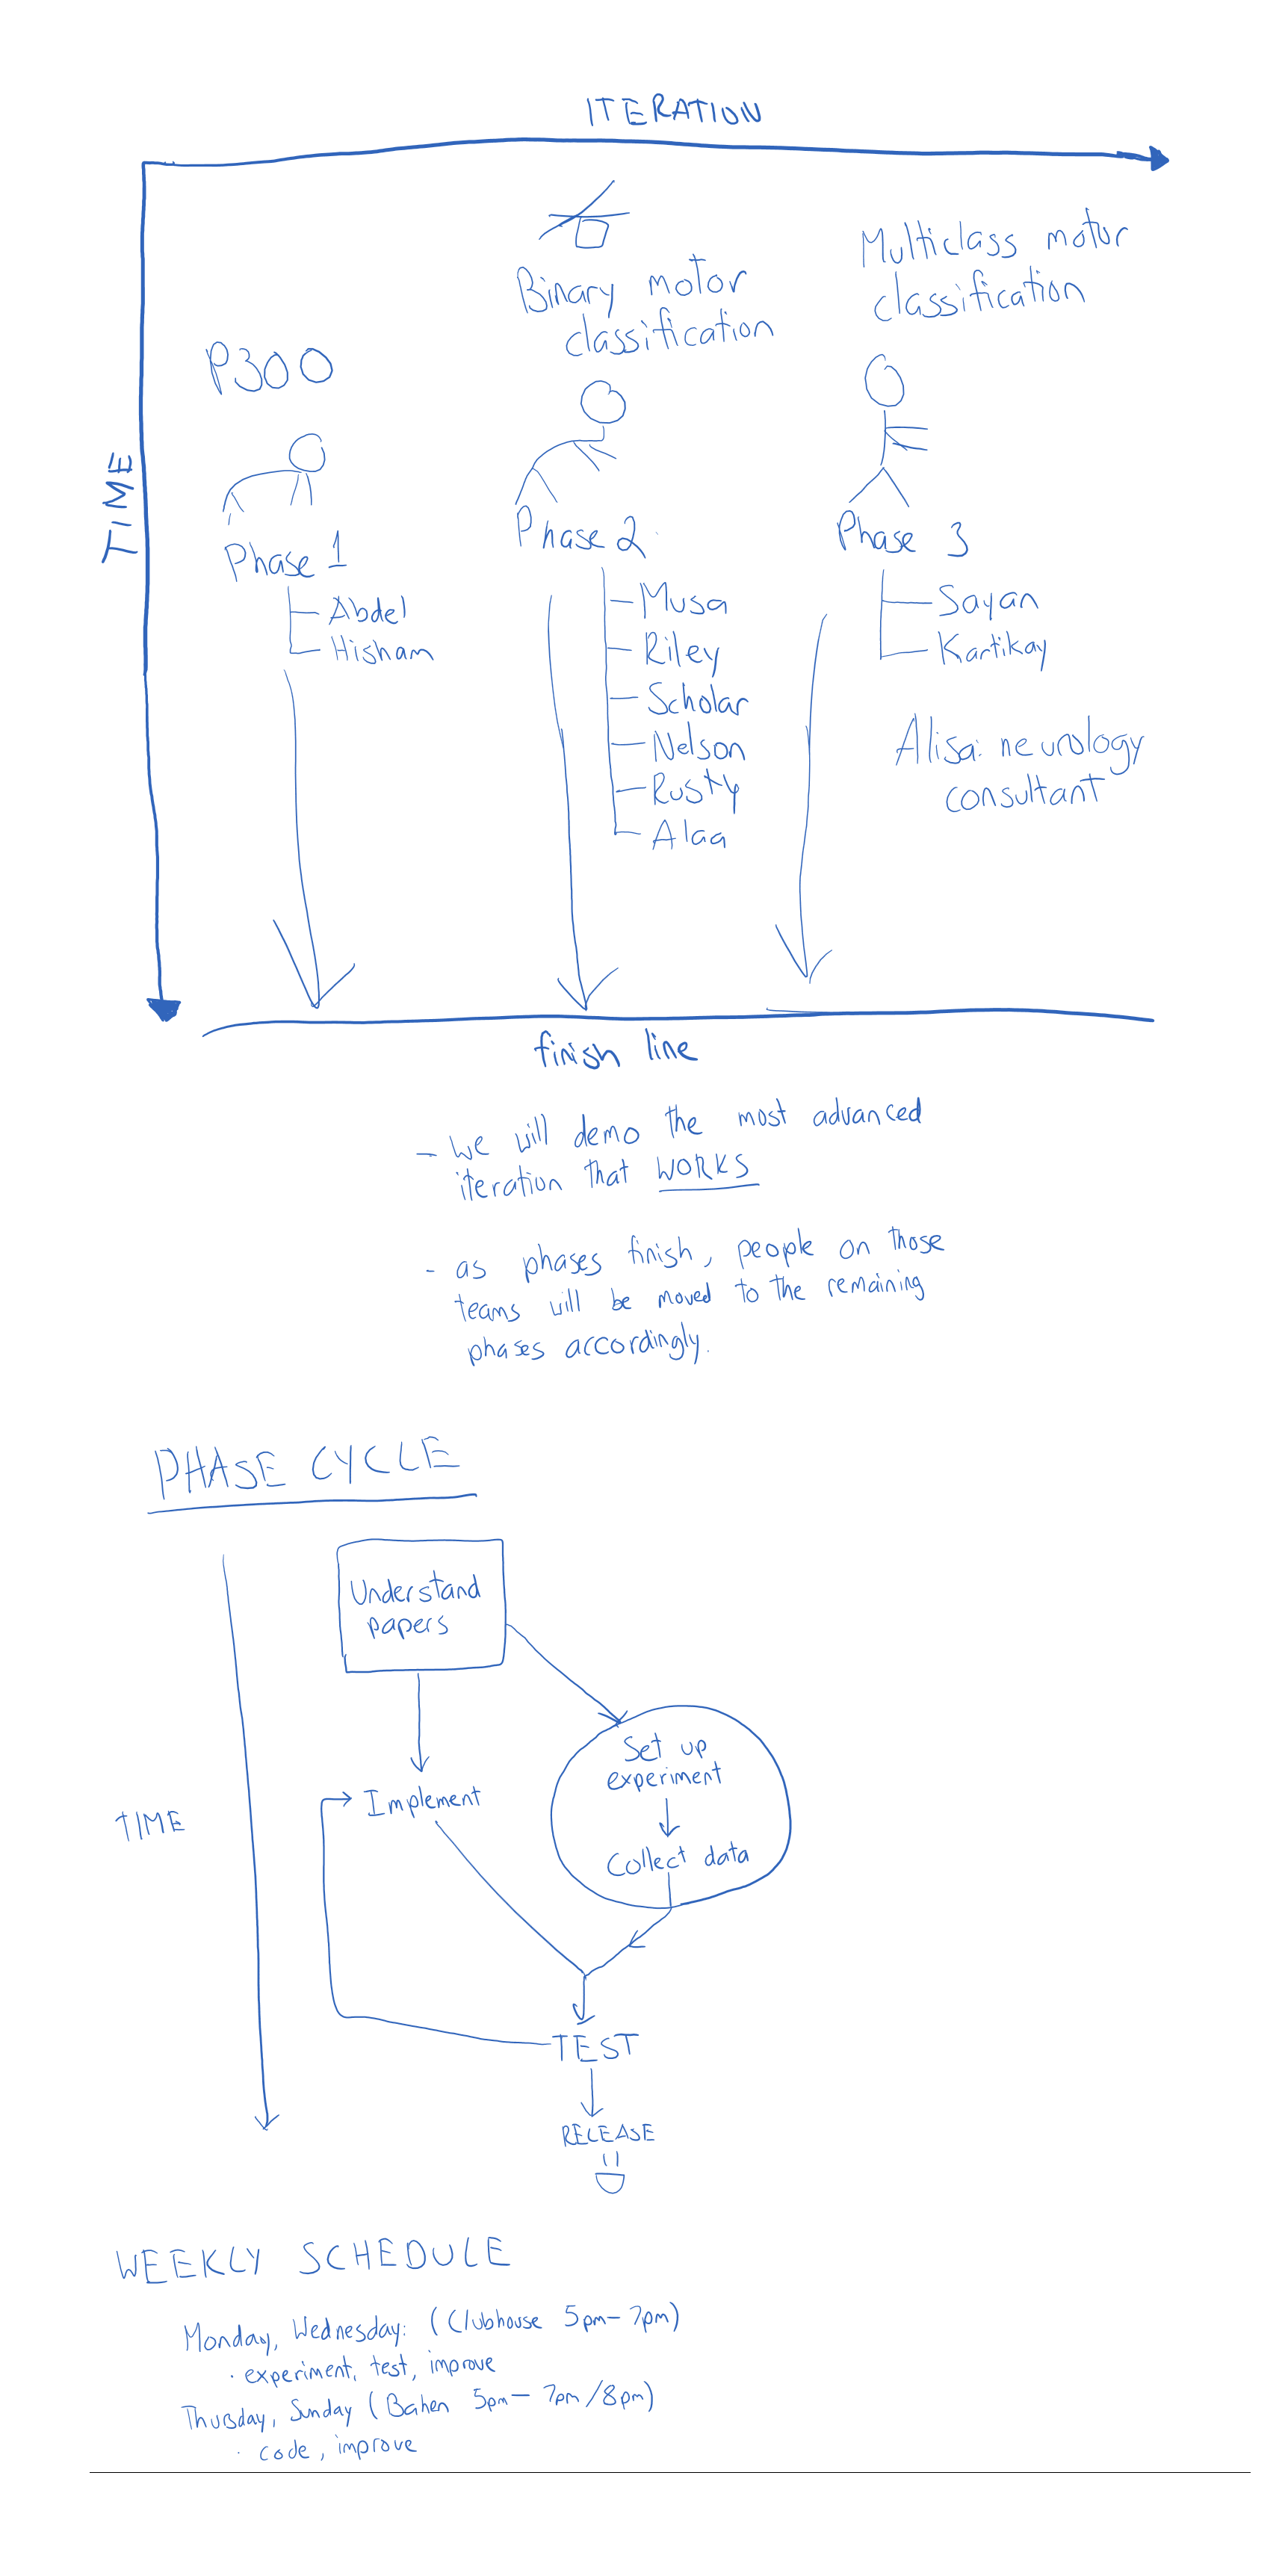 ITERATION
TIME
P300
Phase 1
Abdel
Hisham
Binary motor
classification
Phase 2
Musa
Riley
Scholar
Nelson
Rusty
Alaa
Multiclass motor
classification
Phase 3
Sayan
Kartikay
Alisa: neurology
consultant
finish line
- we will demo the most advanced
iteration that WORKS
- as phases finish, people on those
teams will be moved to the remaining
phases accordingly.
PHASE CYCLE
TIME
Understand
papers
Implement
Set up
experiment
Collect data
TEST
RELEASE
WEEKLY SCHEDULE
Monday, Wednesday: (Clubhouse 5pm - 7pm)
· experiment, test, improve
Thursday, Sunday (Bahen 5pm - 7pm/8pm)
· code, improve